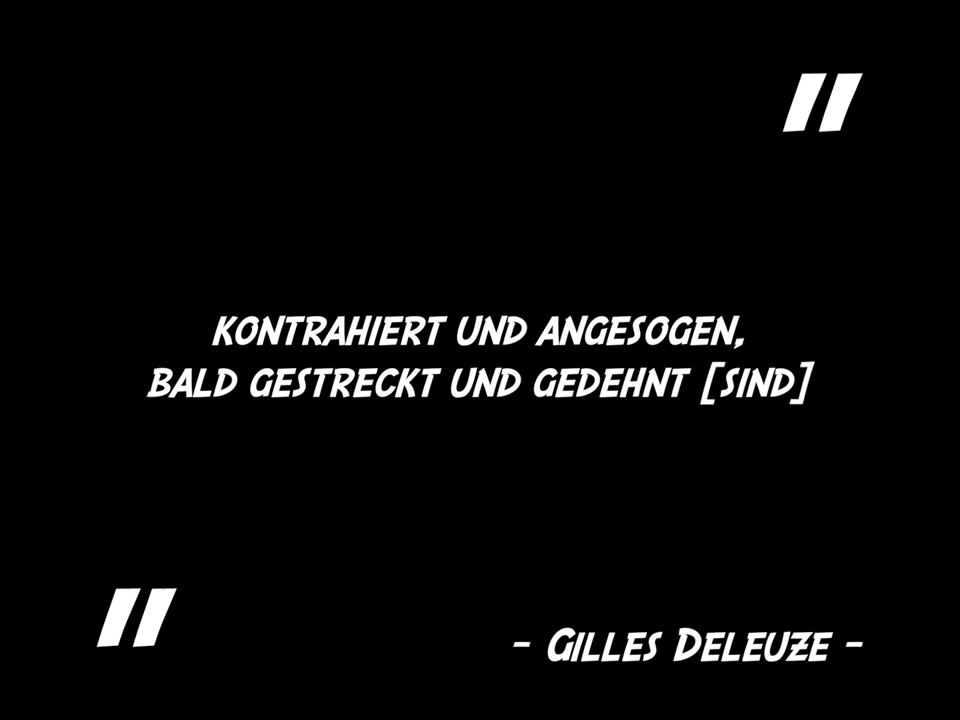 "
KONTRAHIERT UND ANGESOGEN,
BALD GESTRECKT UND GEDEHNT [SIND]
"
- GILLES DELEUZE -